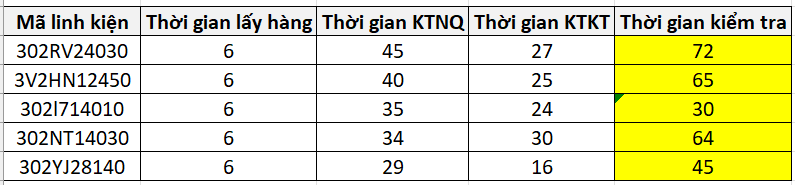 Mã linh kiện Thời gian lấy hàng Thời gian KTNQ Thời gian KTKT Thời gian kiểm tra
302RV24030 6 45 27 72
3V2HN12450 6 40 25 65
302l714010 6 35 24 30
302NT14030 6 34 30 64
302YJ28140 6 29 16 45